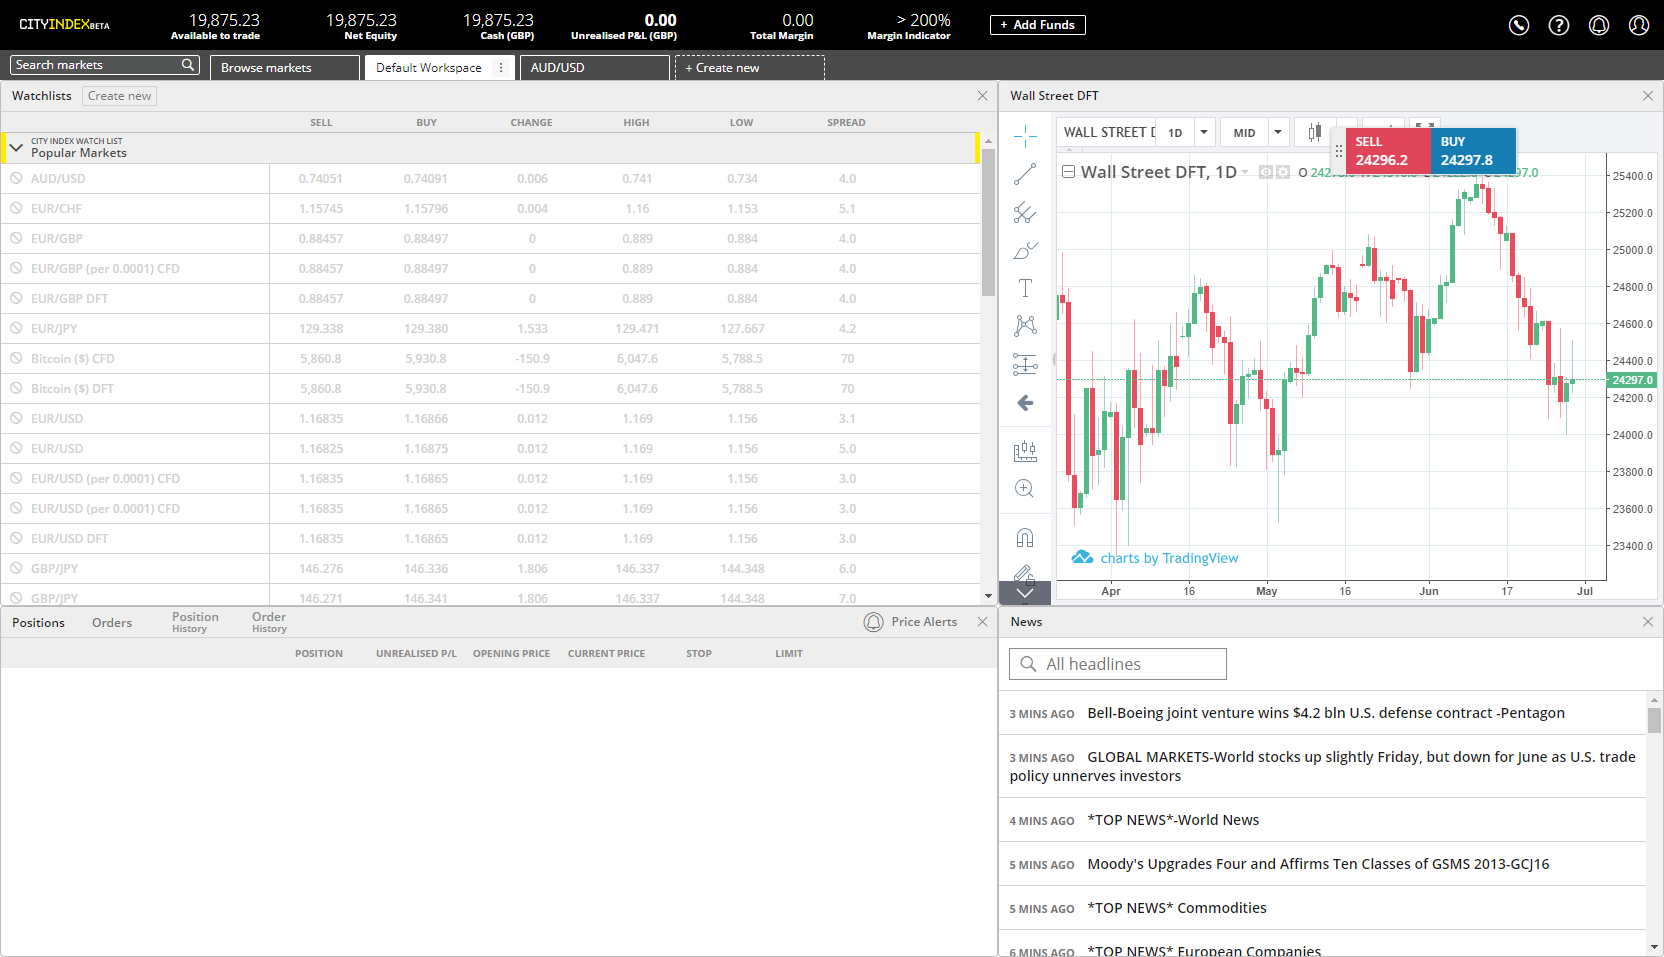 CITYINDEXBETA
19,875.23
Available to trade
19,875.23
Net Equity
19,875.23
Cash (GBP)
0.00
Unrealised P&L (GBP)
0.00
Total Margin
> 200%
Margin Indicator
+ Add Funds
Search markets
Browse markets
Default Workspace
AUD/USD
+ Create new
Watchlists Create new
SELL BUY CHANGE HIGH LOW SPREAD
CITY INDEX WATCH LIST
Popular Markets
AUD/USD 0.74051 0.74091 0.006 0.741 0.734 4.0
EUR/CHF 1.15745 1.15796 0.004 1.16 1.153 5.1
EUR/GBP 0.88457 0.88497 0 0.889 0.884 4.0
EUR/GBP (per 0.0001) CFD 0.88457 0.88497 0 0.889 0.884 4.0
EUR/GBP DFT 0.88457 0.88497 0 0.889 0.884 4.0
EUR/JPY 129.338 129.380 1.533 129.471 127.667 4.2
Bitcoin ($) CFD 5,860.8 5,930.8 -150.9 6,047.6 5,788.5 70
Bitcoin ($) DFT 5,860.8 5,930.8 -150.9 6,047.6 5,788.5 70
EUR/USD 1.16835 1.16866 0.012 1.169 1.156 3.1
EUR/USD 1.16825 1.16875 0.012 1.169 1.156 5.0
EUR/USD (per 0.0001) CFD 1.16835 1.16865 0.012 1.169 1.156 3.0
EUR/USD (per 0.0001) CFD 1.16835 1.16865 0.012 1.169 1.156 3.0
EUR/USD DFT 1.16835 1.16865 0.012 1.169 1.156 3.0
GBP/JPY 146.276 146.336 1.806 146.337 144.348 6.0
GBP/JPY 146.271 146.341 1.806 146.337 144.348 7.0
Wall Street DFT
WALL STREET 1D MID
SELL
24296.2
BUY
24297.8
Wall Street DFT, 1D
25400.0
25200.0
25000.0
24800.0
24600.0
24400.0
24297.0
24200.0
24000.0
23800.0
23600.0
23400.0
charts by TradingView
Apr 16 May 16 Jun 17 Jul
Positions
Orders
Position History
Order History
Price Alerts
POSITION UNREALISED P/L OPENING PRICE CURRENT PRICE STOP LIMIT
News
All headlines
3 MINS AGO Bell-Boeing joint venture wins $4.2 bln U.S. defense contract -Pentagon
3 MINS AGO GLOBAL MARKETS-World stocks up slightly Friday, but down for June as U.S. trade
policy unnerves investors
4 MINS AGO *TOP NEWS*-World News
5 MINS AGO Moody's Upgrades Four and Affirms Ten Classes of GSMS 2013-GCJ16
5 MINS AGO *TOP NEWS* Commodities
6 MINS AGO *TOP NEWS* European Companies